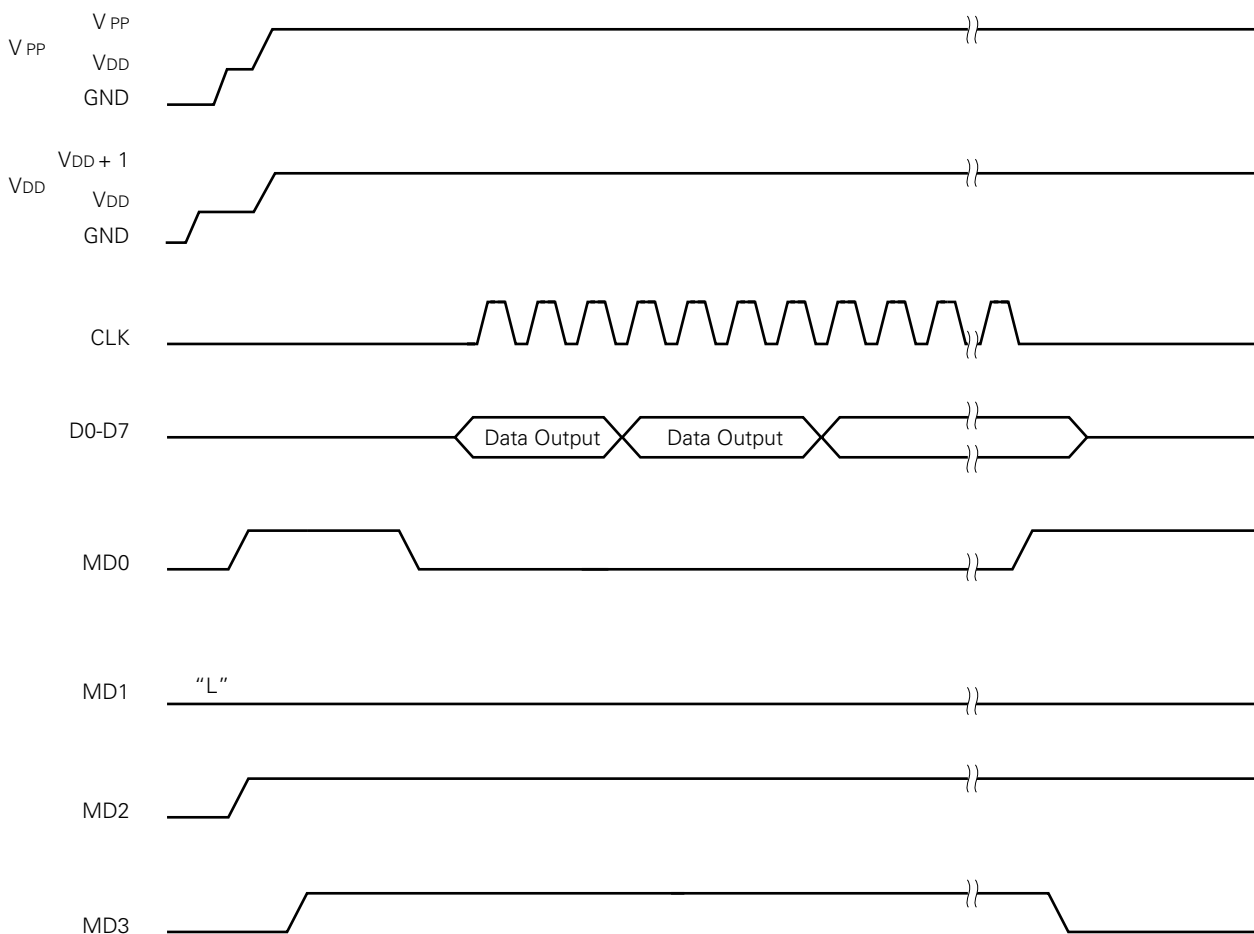 V PP
V PP
VDD
GND
VDD + 1
VDD
VDD
GND
CLK
D0-D7
Data Output
Data Output
MD0
MD1
“L”
MD2
MD3